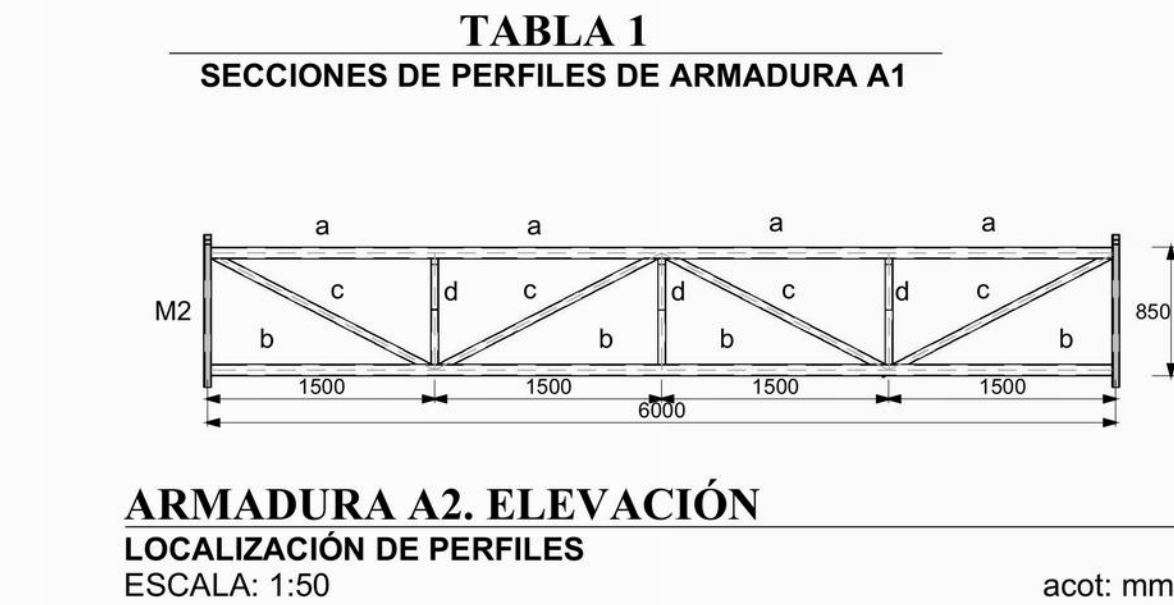 TABLA 1
SECCIONES DE PERFILES DE ARMADURA A1
a a a a
c d c d c d c
M2 850
b b b b
1500 1500 1500 1500
6000
ARMADURA A2. ELEVACIÓN
LOCALIZACIÓN DE PERFILES
ESCALA: 1:50 acot: mm